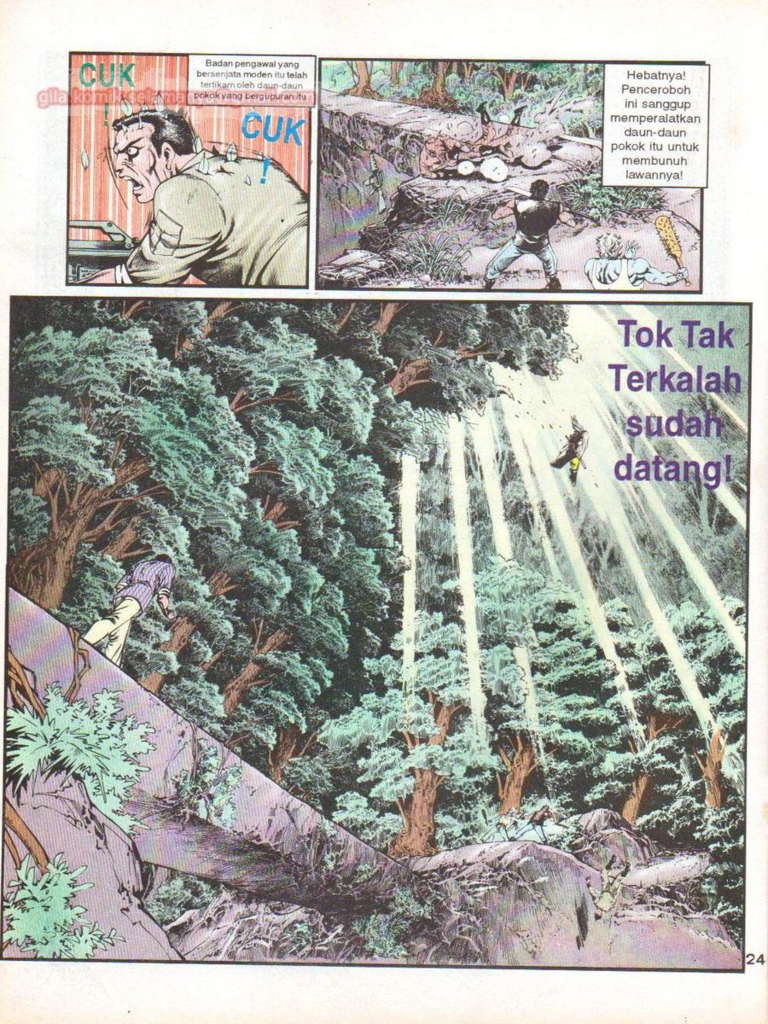 CUK
!
Badan pengawal yang
bersenjata moden itu telah
tertikam oleh daun-daun
pokok yang berguguran itu.
CUK
!
Hebatnya!
Penceroboh
ini sanggup
memperalatkan
daun-daun
pokok itu untuk
membunuh
lawannya!
Tok Tak
Terkalah
sudah
datang!
24